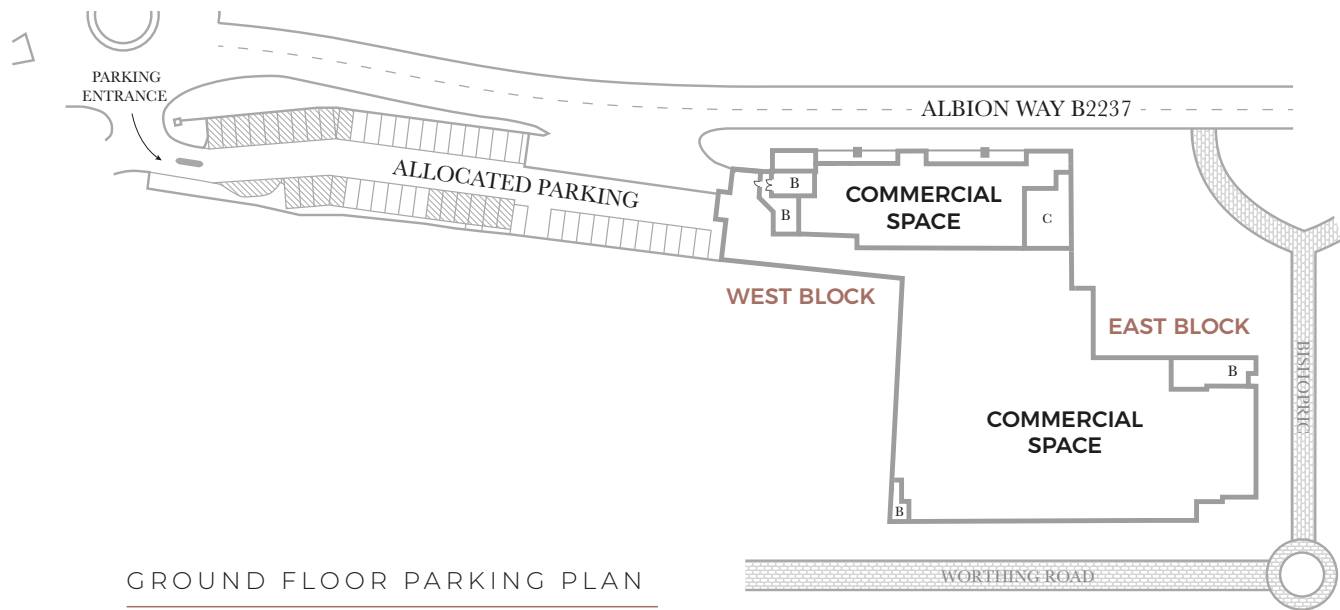 PARKING
ENTRANCE
ALBION WAY B2237
ALLOCATED PARKING
B
COMMERCIAL
SPACE
B
C
WEST BLOCK
EAST BLOCK
B
BISHOPRIC
COMMERCIAL
SPACE
B
GROUND FLOOR PARKING PLAN
WORTHING ROAD